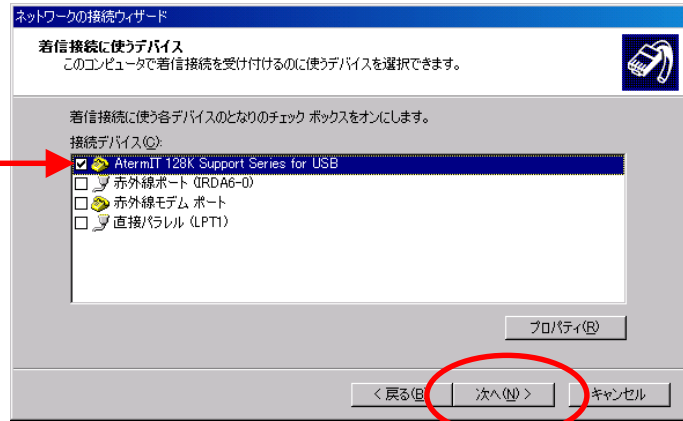 ネットワークの接続ウィザード
着信接続に使うデバイス
このコンピュータで着信接続を受け付けるのに使うデバイスを選択できます。
着信接続に使う各デバイスのとなりのチェック ボックスをオンにします。
接続デバイス(C):
AtermIT 128K Support Series for USB
赤外線ポート (IRDA6-0)
赤外線モデム ポート
直接パラレル (LPT1)
プロパティ(R)
< 戻る(B) 次へ(N) > キャンセル